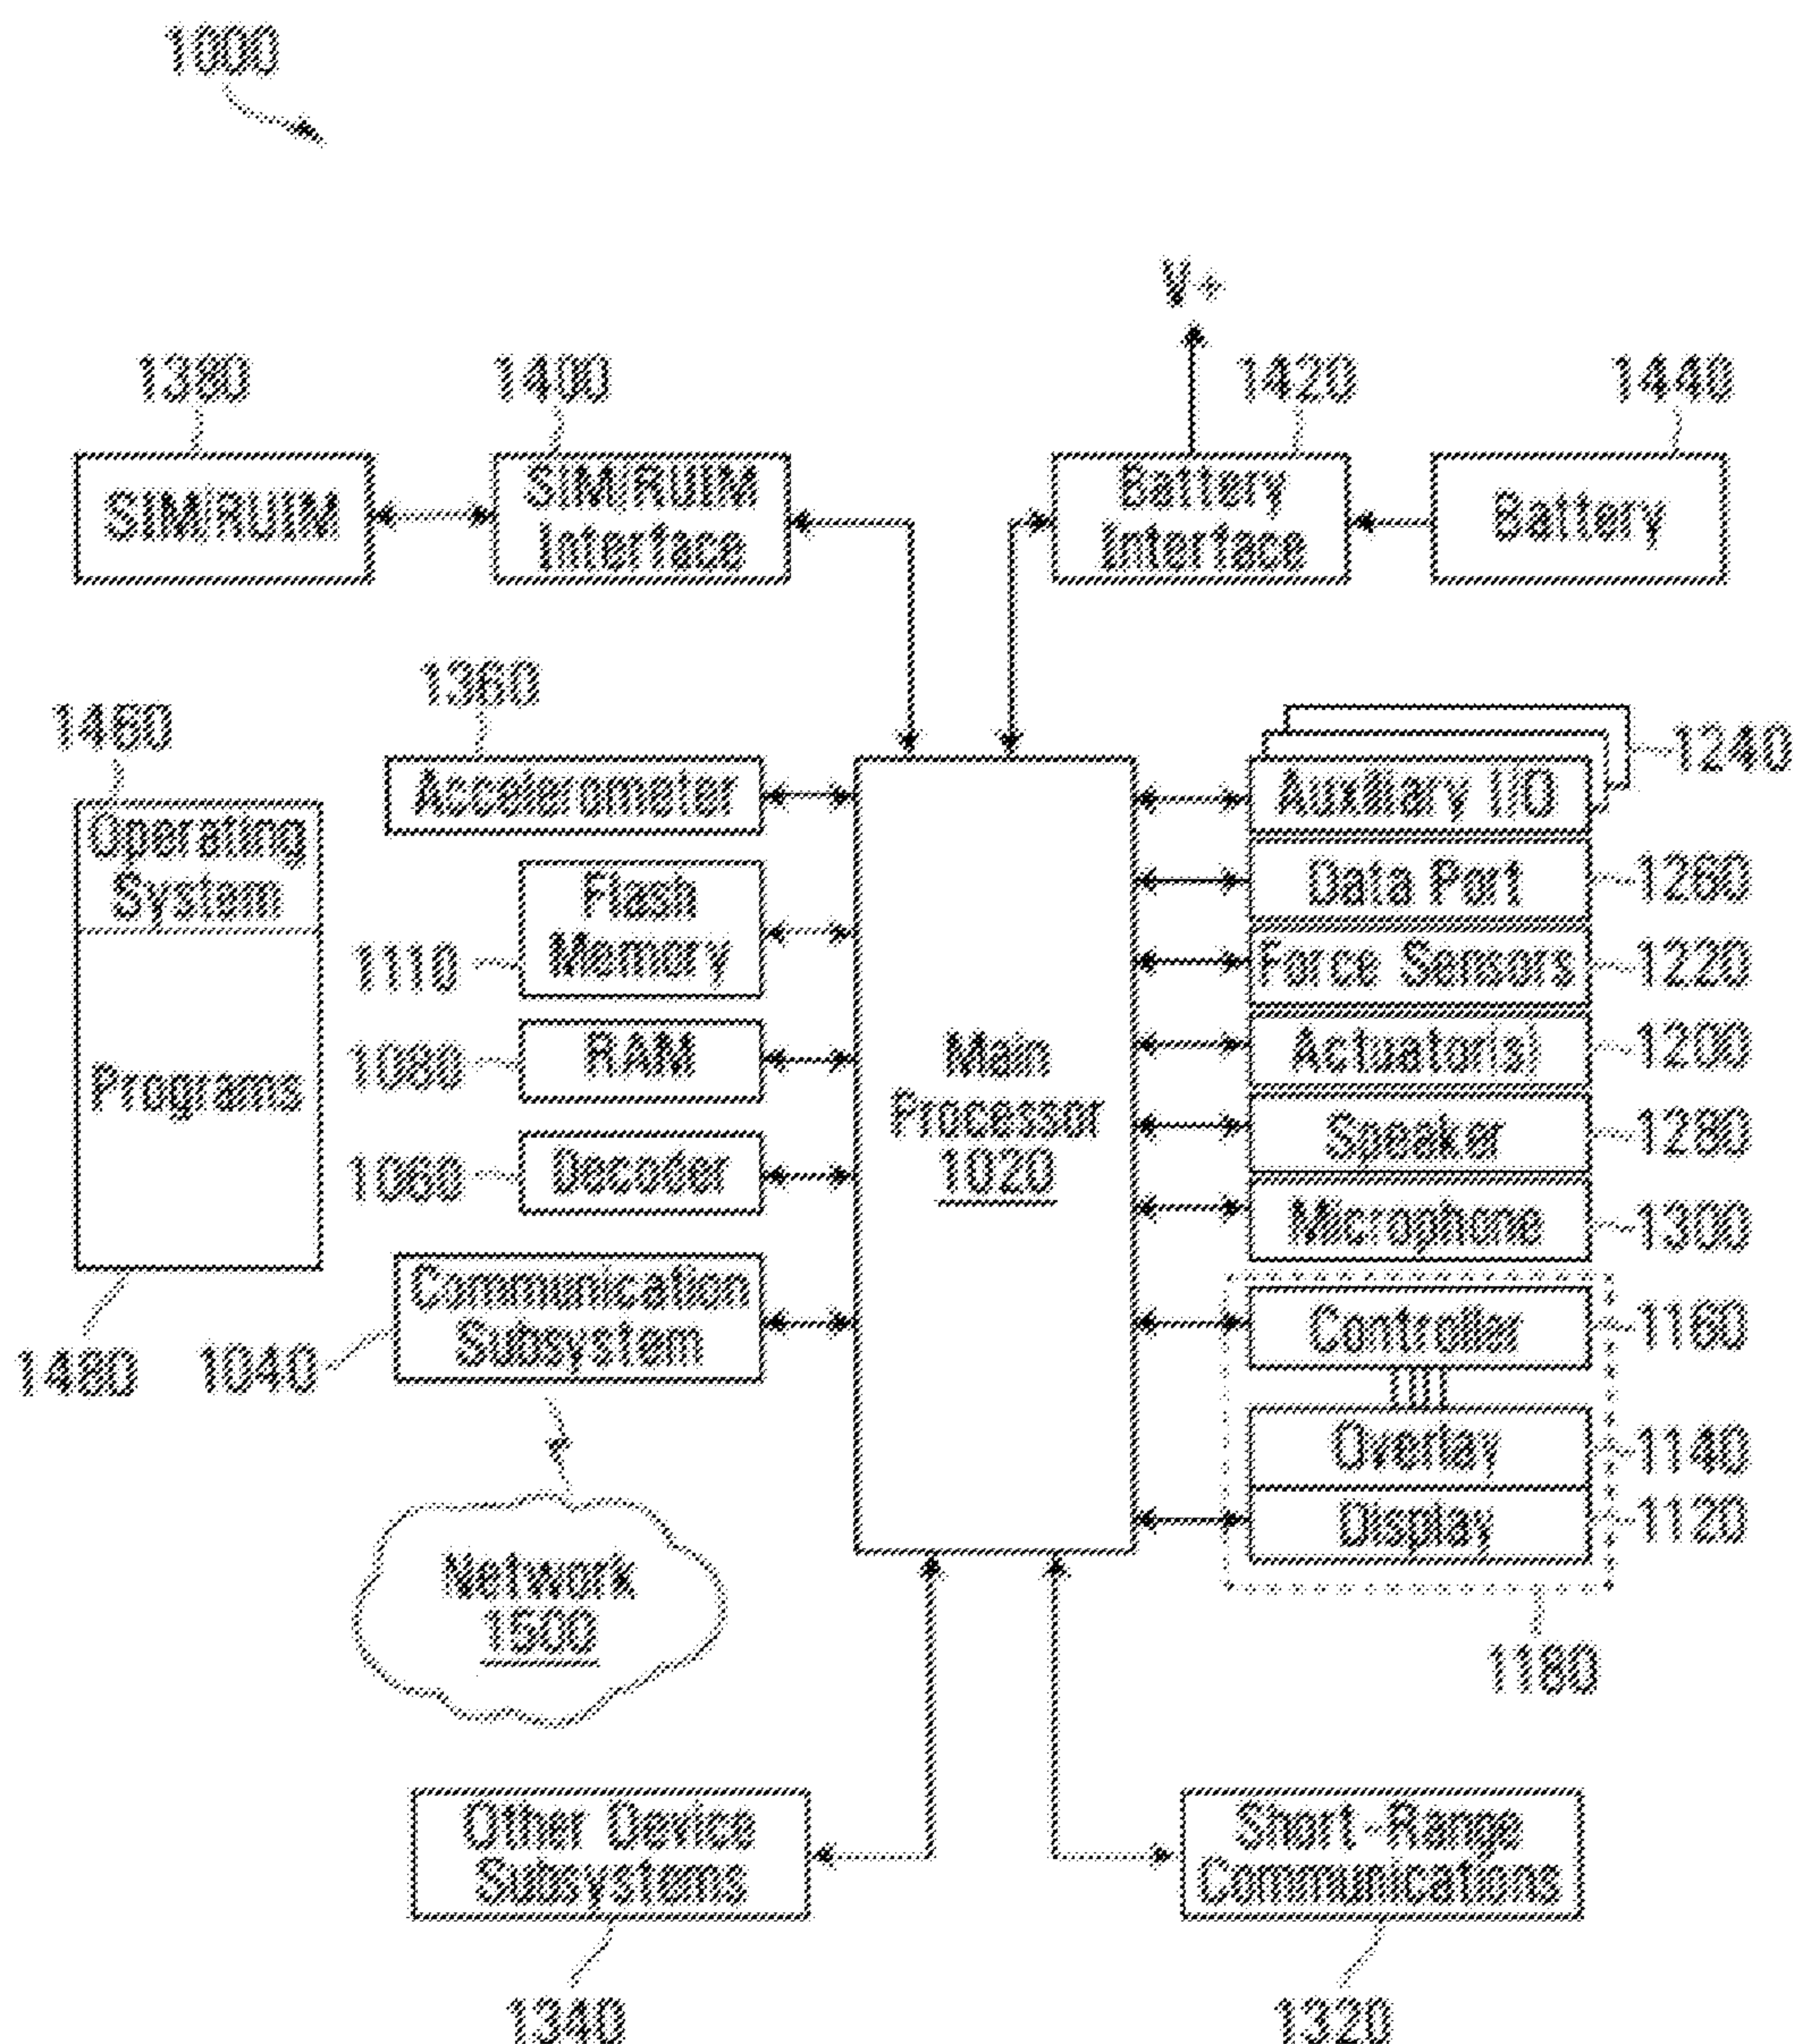 1000
V+
1380
1400
1420
1440
SIM/RUIM
SIM/RUIM
Interface
Battery
Interface
Battery
1360
1460
1240
Accelerometer
Auxiliary I/O
Operating
System
Flash
Memory
Data Port
1260
1110
Force Sensors
1220
Programs
1080
RAM
Main
Processor
1020
Actuator(s)
1200
1060
Decoder
Speaker
1280
Microphone
1300
Communication
Subsystem
Controller
1160
1480
1040
Overlay
1140
Display
1120
Network
1500
1180
Other Device
Subsystems
Short-Range
Communications
1340
1320